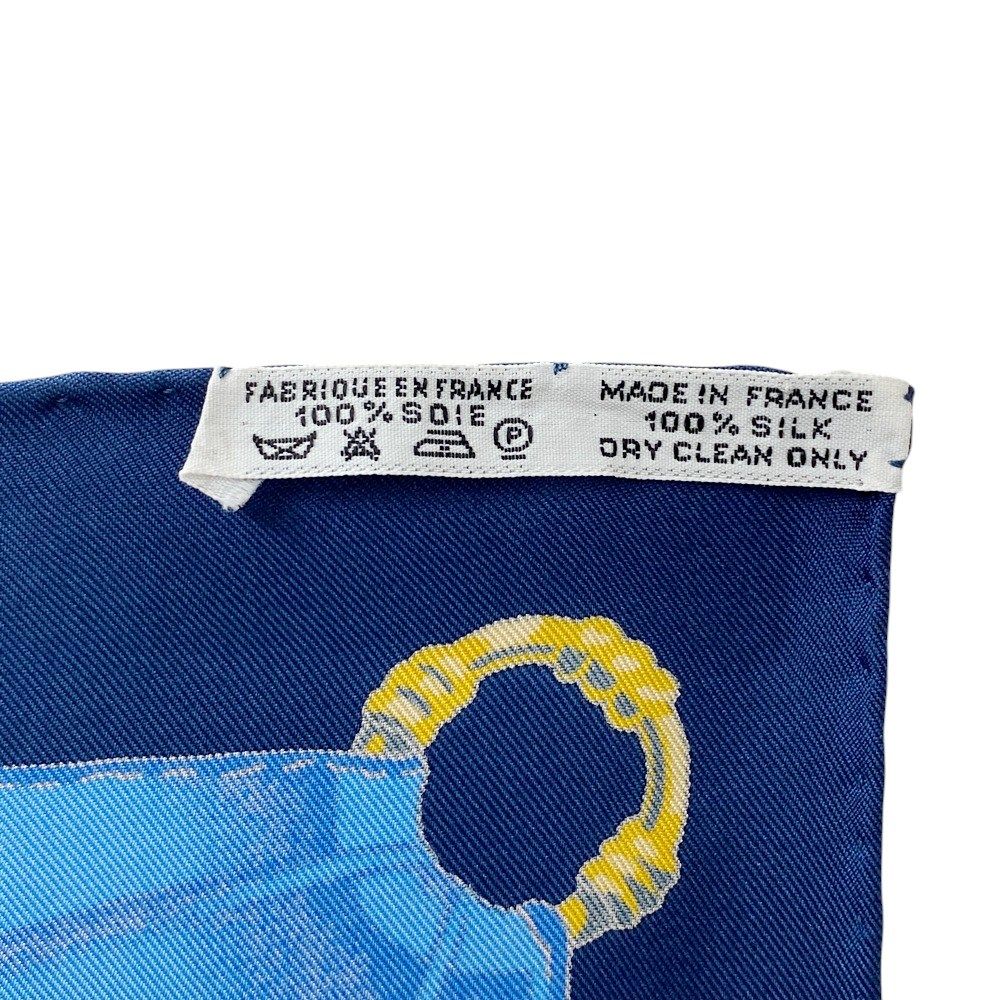 FABRIQUE EN FRANCE
100% SOIE
P
MADE IN FRANCE
100% SILK
DRY CLEAN ONLY